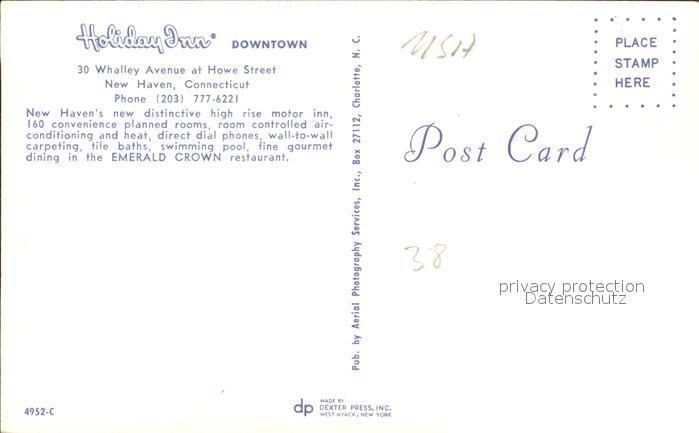 Holiday Inn® DOWNTOWN
30 Whalley Avenue at Howe Street
New Haven, Connecticut
Phone (203) 777-6221
New Haven's new distinctive high rise motor inn,
160 convenience planned rooms, room controlled air-
conditioning and heat, direct dial phones, wall-to-wall
carpeting, tile baths, swimming pool, fine gourmet
dining in the EMERALD CROWN restaurant.
4952-C
Pub. by Aerial Photography Services, Inc., Box 27112, Charlotte, N. C.
dp MADE BY
DEXTER PRESS, INC.
WEST NYACK, NEW YORK
USA
PLACE
STAMP
HERE
Post Card
38
privacy protection
Datenschutz